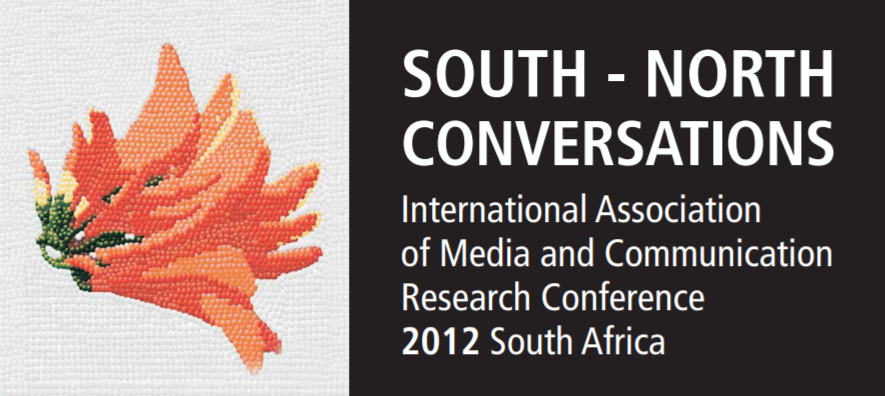 SOUTH - NORTH
CONVERSATIONS
International Association
of Media and Communication
Research Conference
2012 South Africa